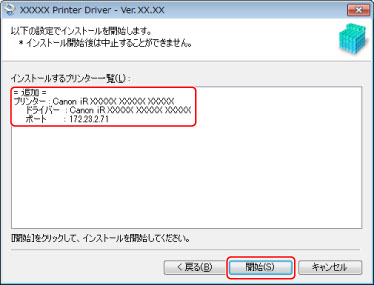 XXXXX Printer Driver - Ver. XX.XX
以下の設定でインストールを開始します。
* インストール開始後は中止することができません。
インストールするプリンター一覧(L):
= 追加 =
プリンター : Canon iR XXXXX XXXXX XXXXX
ドライバー : Canon iR XXXXX XXXXX XXXXX
ポート : 172.23.2.71
[開始]をクリックして、インストールを開始してください。
< 戻る(B) 開始(S) キャンセル